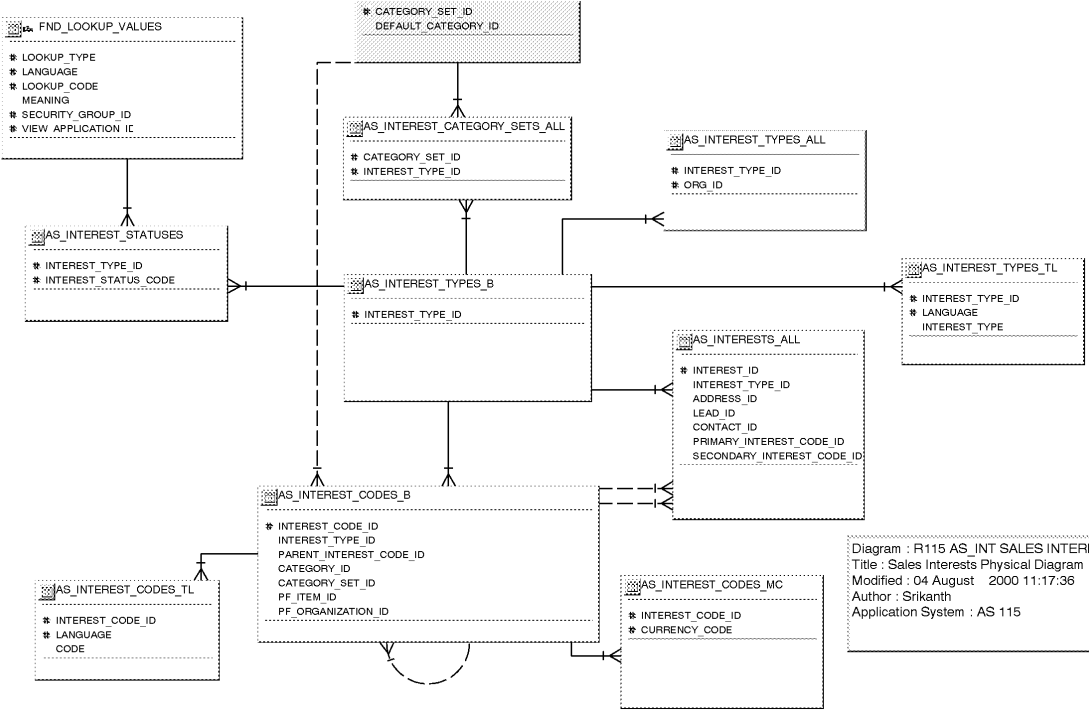 FND_LOOKUP_VALUES
# LOOKUP_TYPE
# LANGUAGE
# LOOKUP_CODE
MEANING
# SECURITY_GROUP_ID
# VIEW_APPLICATION_ID
# CATEGORY_SET_ID
DEFAULT_CATEGORY_ID
AS_INTEREST_CATEGORY_SETS_ALL
# CATEGORY_SET_ID
# INTEREST_TYPE_ID
AS_INTEREST_TYPES_ALL
# INTEREST_TYPE_ID
# ORG_ID
AS_INTEREST_STATUSES
# INTEREST_TYPE_ID
# INTEREST_STATUS_CODE
AS_INTEREST_TYPES_B
# INTEREST_TYPE_ID
AS_INTEREST_TYPES_TL
# INTEREST_TYPE_ID
# LANGUAGE
INTEREST_TYPE
AS_INTERESTS_ALL
# INTEREST_ID
INTEREST_TYPE_ID
ADDRESS_ID
LEAD_ID
CONTACT_ID
PRIMARY_INTEREST_CODE_ID
SECONDARY_INTEREST_CODE_ID
AS_INTEREST_CODES_B
# INTEREST_CODE_ID
INTEREST_TYPE_ID
PARENT_INTEREST_CODE_ID
CATEGORY_ID
CATEGORY_SET_ID
PF_ITEM_ID
PF_ORGANIZATION_ID
AS_INTEREST_CODES_TL
# INTEREST_CODE_ID
# LANGUAGE
CODE
AS_INTEREST_CODES_MC
# INTEREST_CODE_ID
# CURRENCY_CODE
Diagram : R115 AS_INT SALES INTERE
Title : Sales Interests Physical Diagram
Modified : 04 August 2000 11:17:36
Author : Srikanth
Application System : AS 115